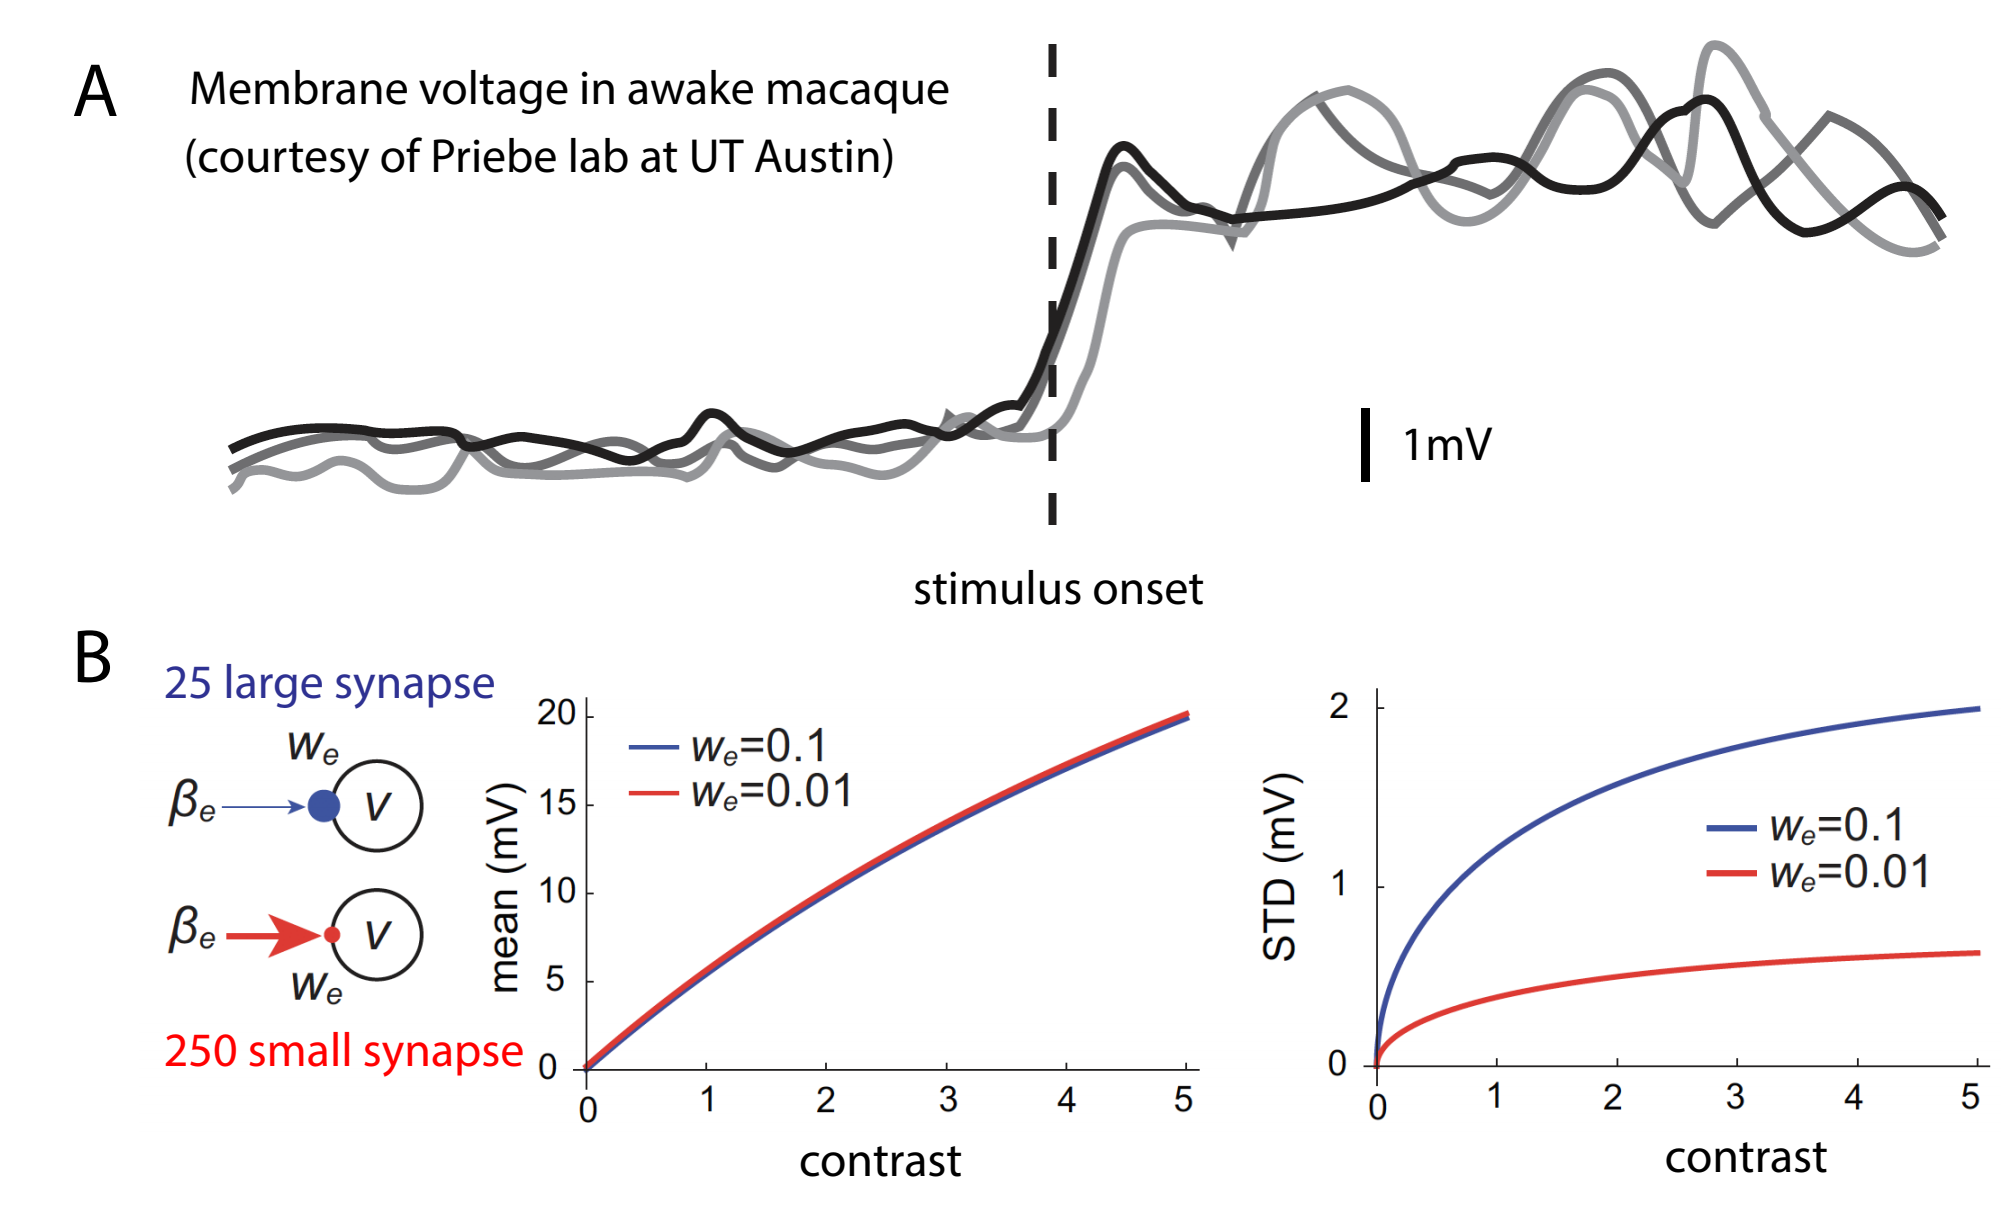 A
Membrane voltage in awake macaque
(courtesy of Priebe lab at UT Austin)
1mV
stimulus onset
B
25 large synapse
we
βe
v
βe
v
we
250 small synapse
mean (mV)
20
15
10
5
0
we=0.1
we=0.01
0 1 2 3 4 5
contrast
STD (mV)
2
1
0
we=0.1
we=0.01
0 1 2 3 4 5
contrast